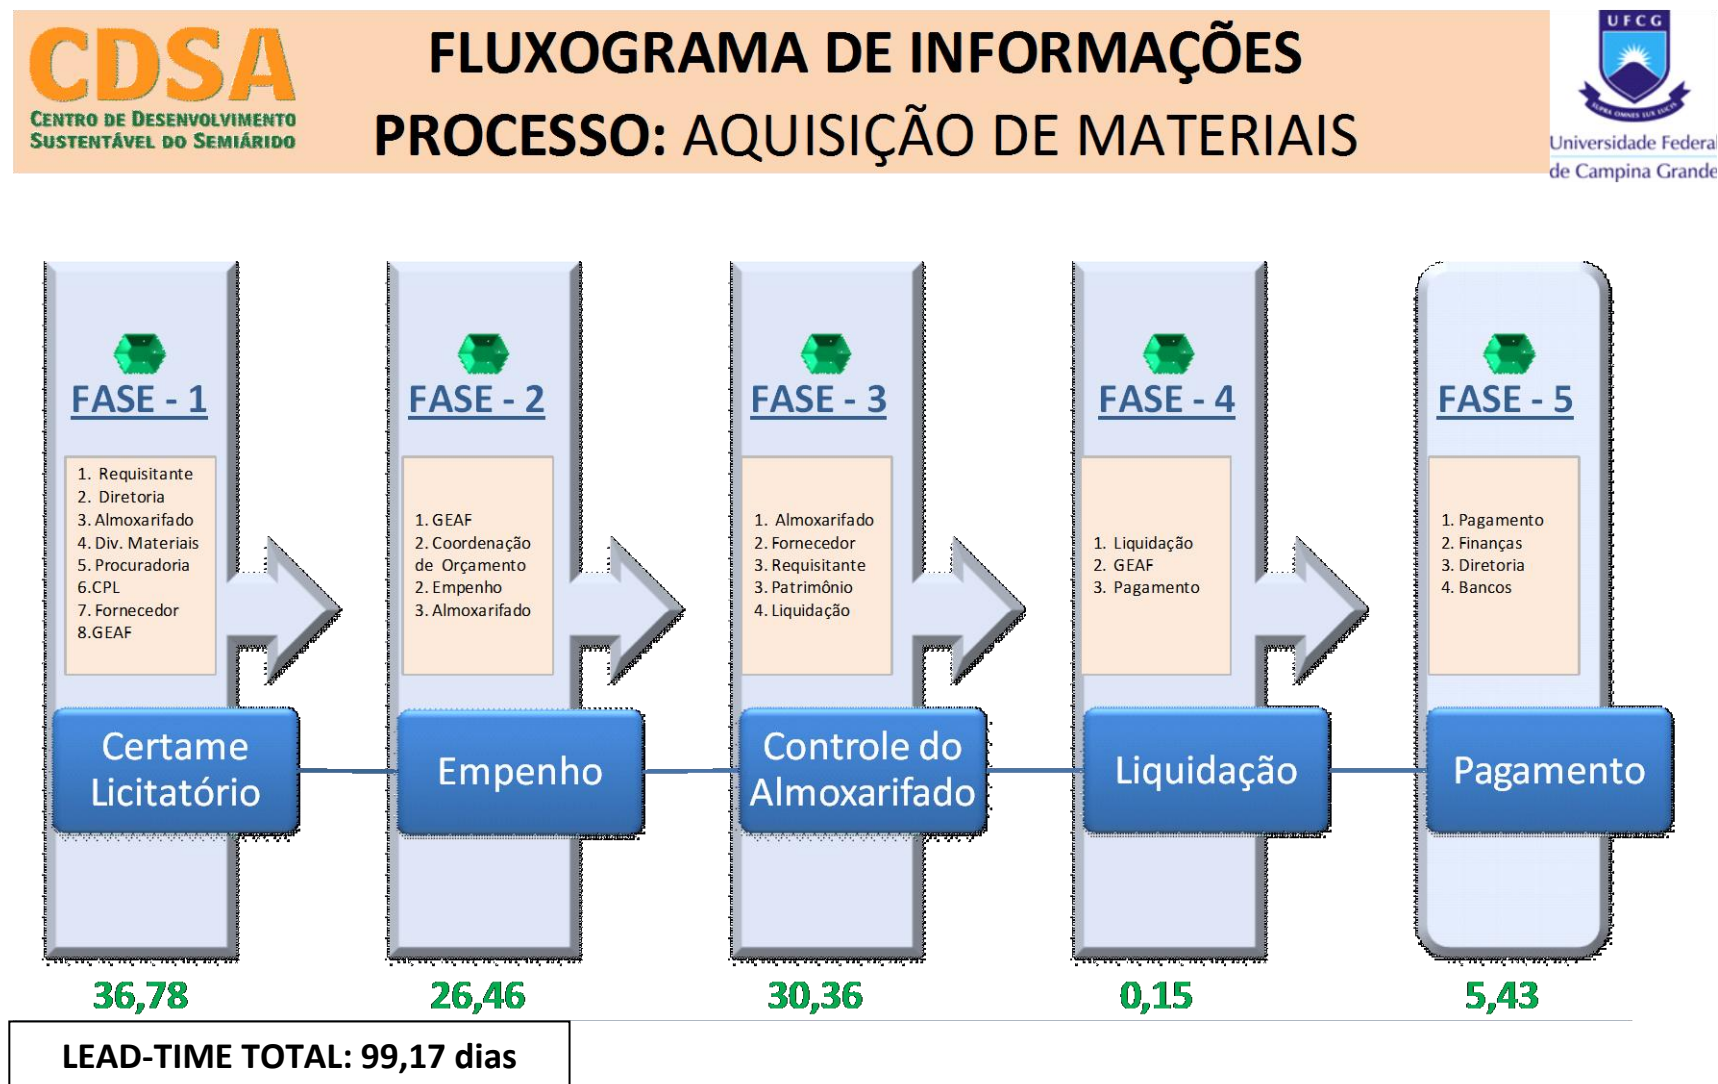 CDSA
CENTRO DE DESENVOLVIMENTO
SUSTENTÁVEL DO SEMIÁRIDO
FLUXOGRAMA DE INFORMAÇÕES
PROCESSO: AQUISIÇÃO DE MATERIAIS
UFCG
SUPRA OMNES LUX LUCIS
Universidade Federal
de Campina Grande
FASE - 1
1. Requisitante
2. Diretoria
3. Almoxarifado
4. Div. Materiais
5. Procuradoria
6.CPL
7. Fornecedor
8.GEAF
Certame
Licitatório
36,78
FASE - 2
1. GEAF
2. Coordenação
de Orçamento
2. Empenho
3. Almoxarifado
Empenho
26,46
FASE - 3
1. Almoxarifado
2. Fornecedor
3. Requisitante
3. Patrimônio
4. Liquidação
Controle do
Almoxarifado
30,36
FASE - 4
1. Liquidação
2. GEAF
3. Pagamento
Liquidação
0,15
FASE - 5
1. Pagamento
2. Finanças
3. Diretoria
4. Bancos
Pagamento
5,43
LEAD-TIME TOTAL: 99,17 dias